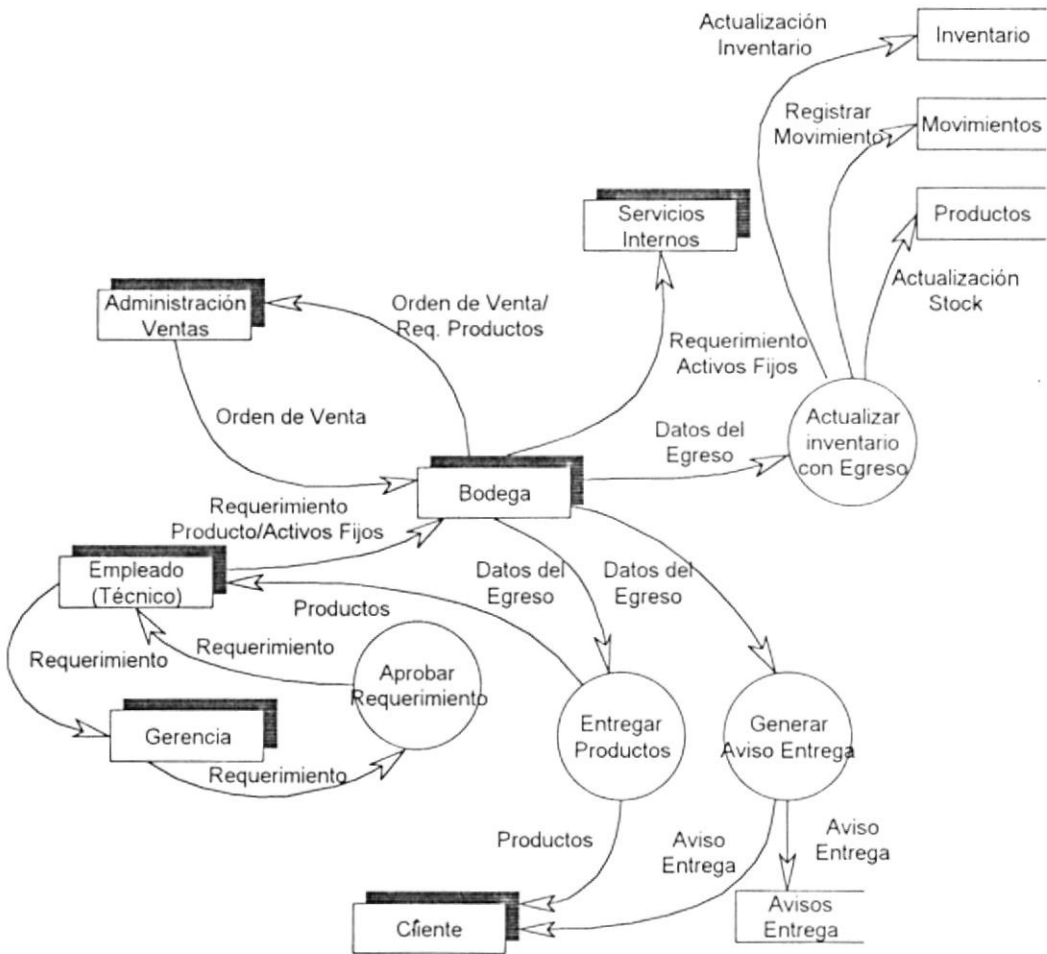 Actualización
Inventario
Inventario
Registrar
Movimiento
Movimientos
Servicios
Internos
Productos
Actualización
Stock
Administración
Ventas
Orden de Venta/
Req. Productos
Requerimiento
Activos Fijos
Orden de Venta
Datos del
Egreso
Actualizar
inventario
con Egreso
Bodega
Requerimiento
Producto/Activos Fijos
Empleado
(Técnico)
Datos del
Egreso
Datos del
Egreso
Productos
Requerimiento
Requerimiento
Aprobar
Requerimiento
Gerencia
Requerimiento
Entregar
Productos
Generar
Aviso Entrega
Productos
Aviso
Entrega
Aviso
Entrega
Cliente
Avisos
Entrega